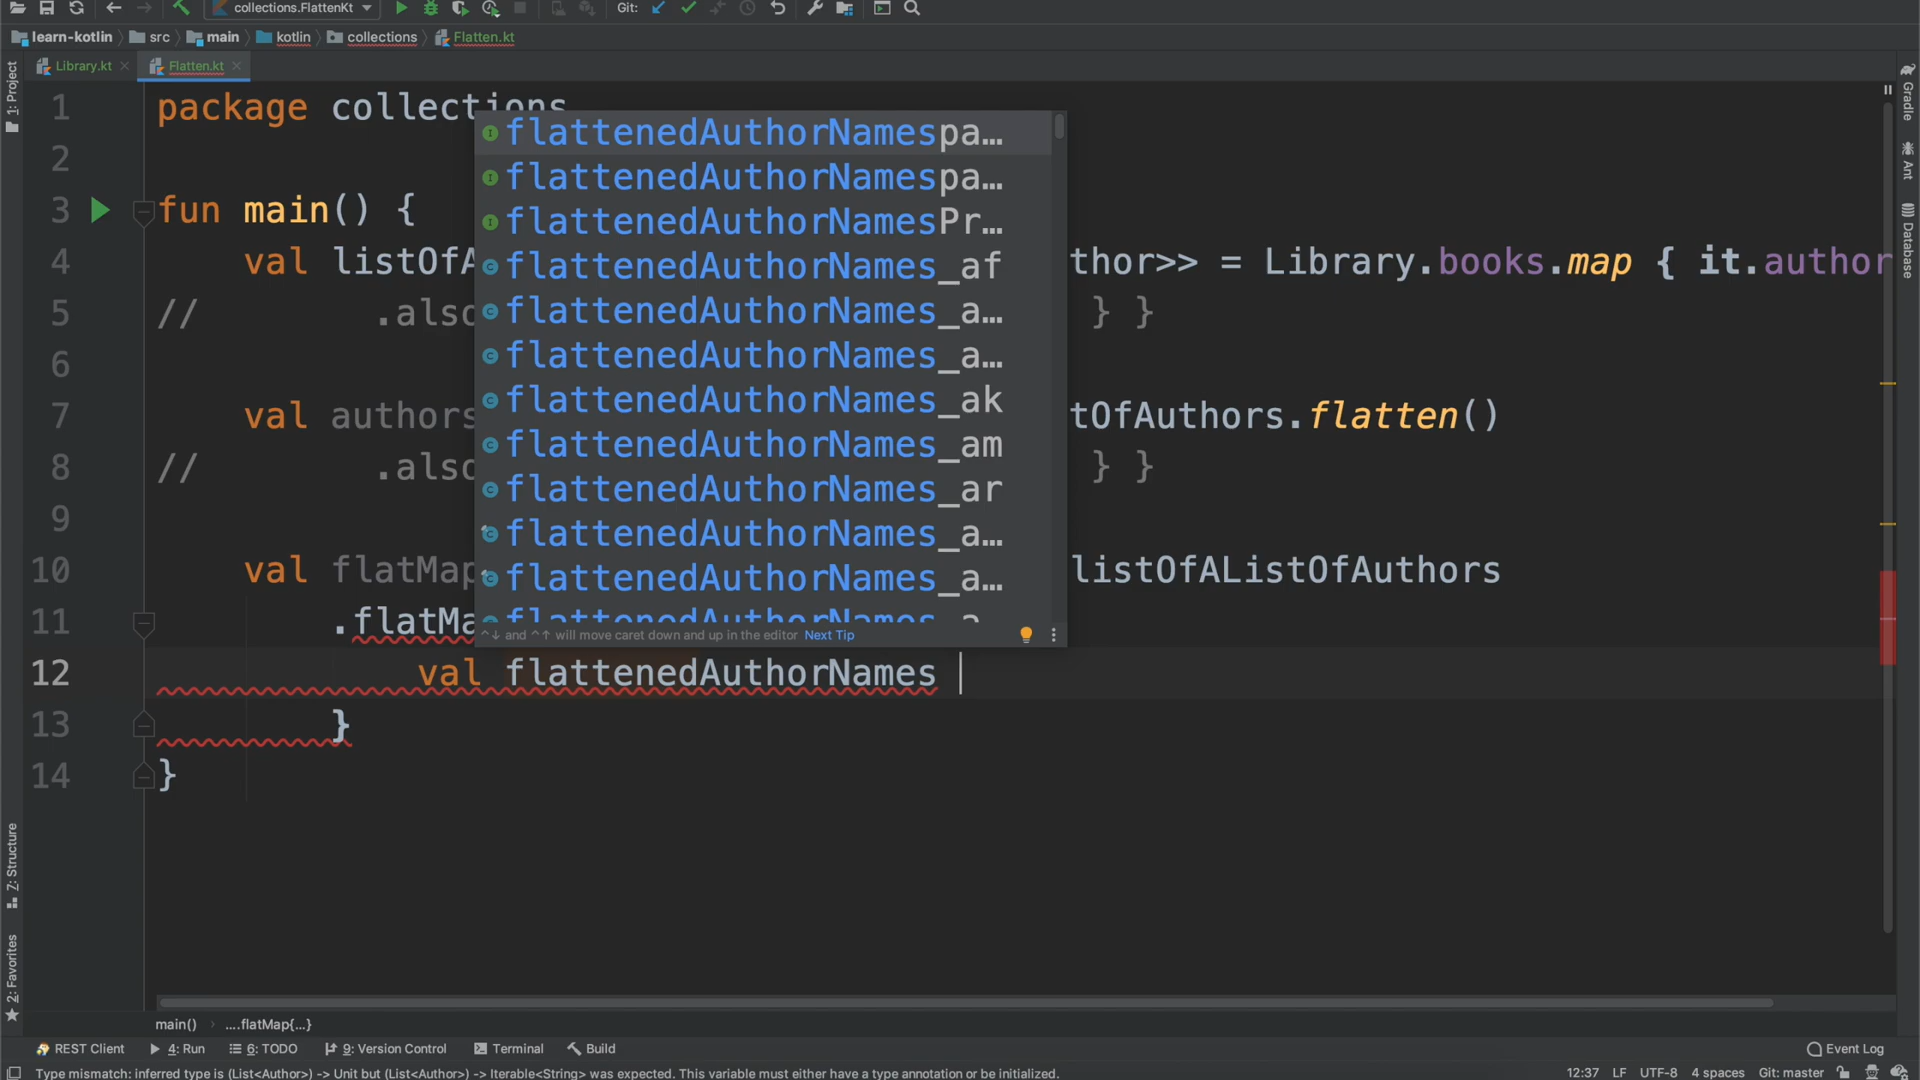 collections.FlattenKt
Git:
learn-kotlin
src
main
kotlin
collections
Flatten.kt
Library.kt
Flatten.kt
1: Project
Gradle
Ant
Database
1 package collections
2
3 fun main() {
4 val listOfA thor>> = Library.books.map { it.author
5 // .also } }
6
7 val authors tOfAuthors.flatten()
8 // .also } }
9
10 val flatMap listOfAListOfAuthors
11 .flatMa
12 val flattenedAuthorNames
13 }
14 }
flattenedAuthorNamespa…
flattenedAuthorNamespa…
flattenedAuthorNamesPr…
flattenedAuthorNames_af
flattenedAuthorNames_a…
flattenedAuthorNames_a…
flattenedAuthorNames_ak
flattenedAuthorNames_am
flattenedAuthorNames_ar
flattenedAuthorNames_a…
flattenedAuthorNames_a…
^↓ and ^↑ will move caret down and up in the editor Next Tip
Z: Structure
2: Favorites
main()
....flatMap{...}
REST Client
4: Run
6: TODO
9: Version Control
Terminal
Build
Event Log
Type mismatch: inferred type is (List<Author>) -> Unit but (List<Author>) -> Iterable<String> was expected. This variable must either have a type annotation or be initialized.
12:37 LF UTF-8 4 spaces Git: master